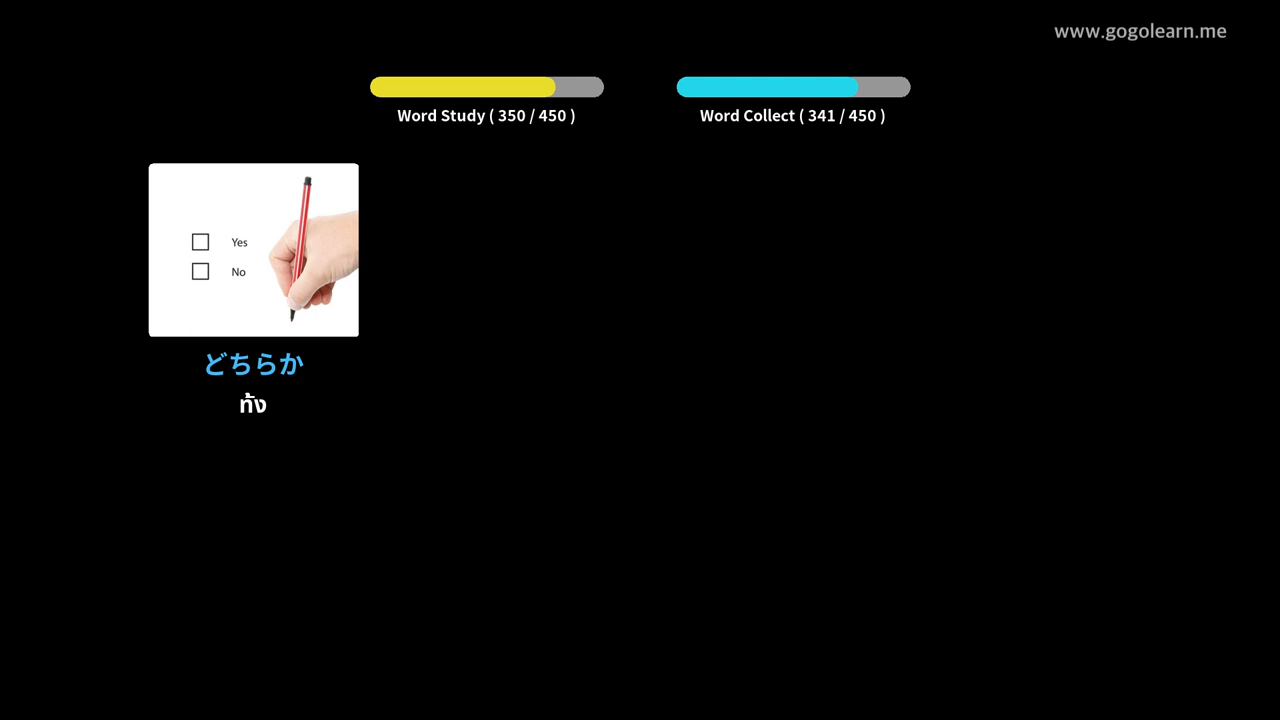 www.gogolearn.me
Word Study ( 350 / 450 )
Word Collect ( 341 / 450 )
Yes
No
どちらか
ทั้ง